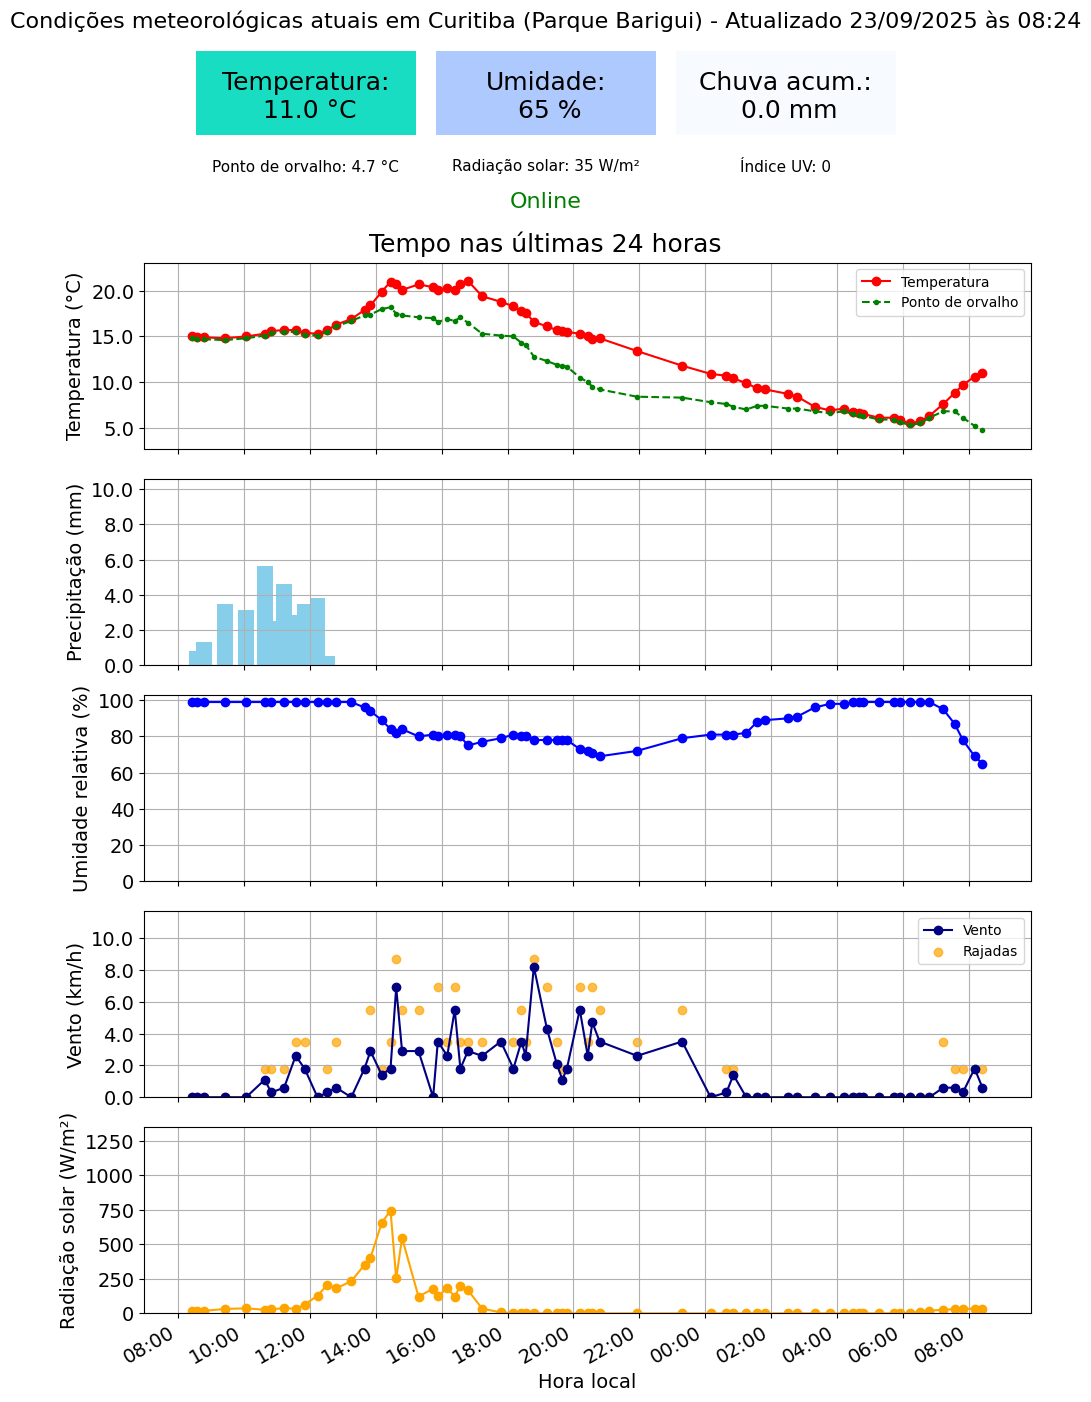 Condições meteorológicas atuais em Curitiba (Parque Barigui) - Atualizado 23/09/2025 às 08:24
Temperatura:
11.0 °C
Umidade:
65 %
Chuva acum.:
0.0 mm
Ponto de orvalho: 4.7 °C
Radiação solar: 35 W/m²
Índice UV: 0
Online
Tempo nas últimas 24 horas
Temperatura (°C)
20.0
15.0
10.0
5.0
Temperatura
Ponto de orvalho
Precipitação (mm)
10.0
8.0
6.0
4.0
2.0
0.0
Umidade relativa (%)
100
80
60
40
20
0
Vento (km/h)
10.0
8.0
6.0
4.0
2.0
0.0
Vento
Rajadas
Radiação solar (W/m²)
1250
1000
750
500
250
0
08:00
10:00
12:00
14:00
16:00
18:00
20:00
22:00
00:00
02:00
04:00
06:00
08:00
Hora local